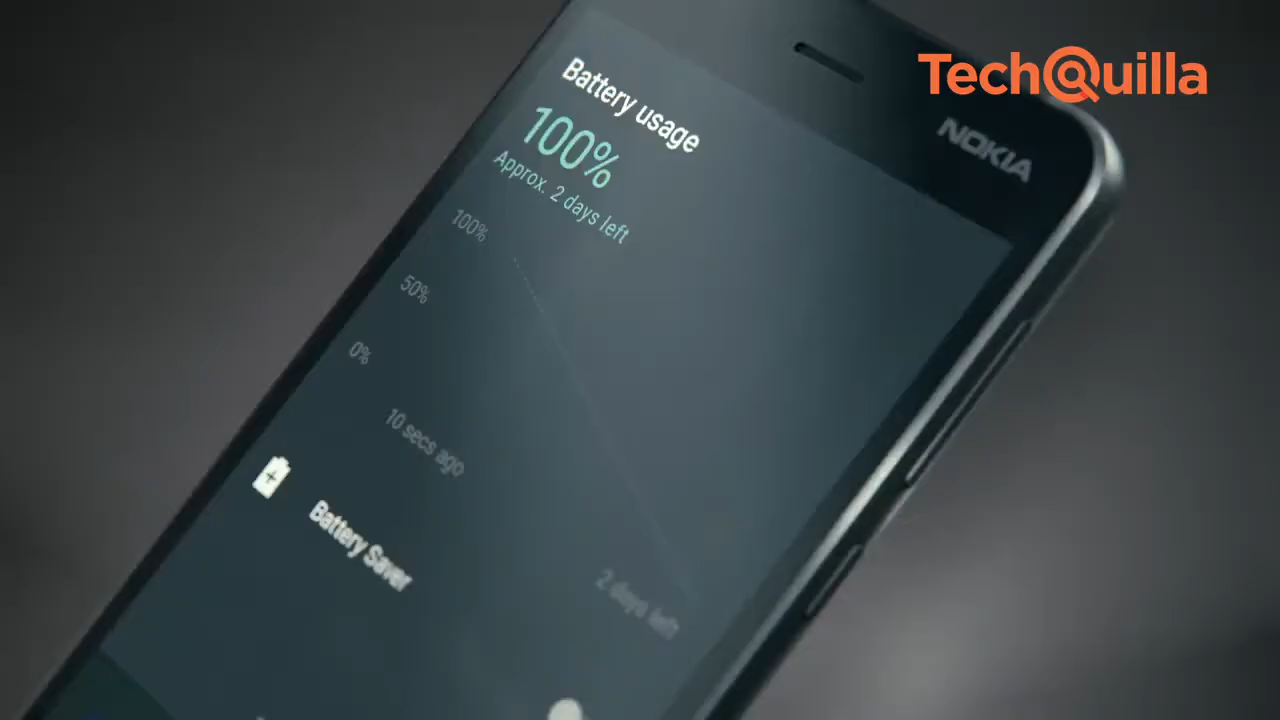 TechQuilla
NOKIA
Battery usage
100%
Approx. 2 days left
100%
50%
0%
10 secs ago
2 days left
Battery Saver